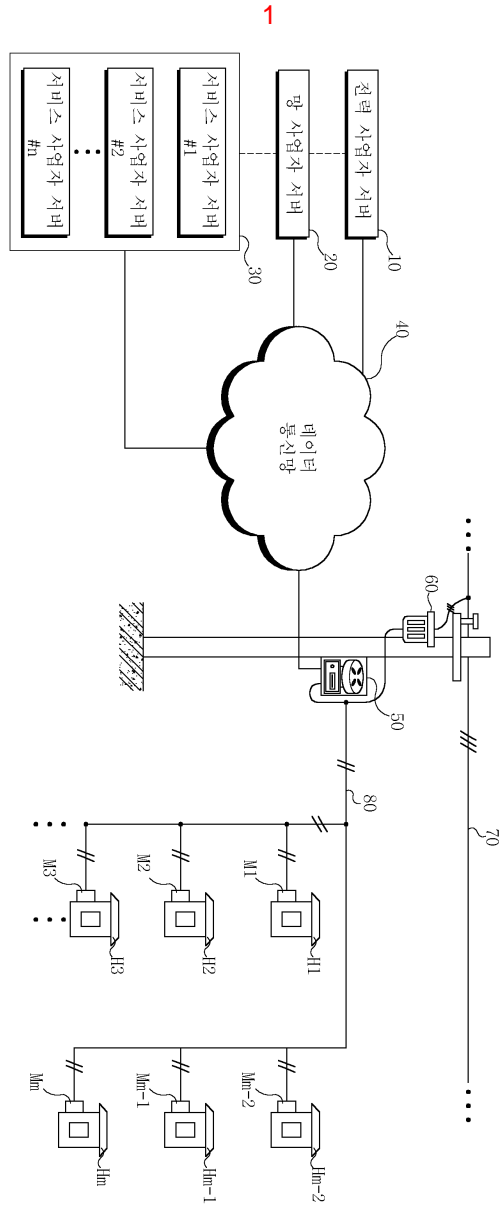 1
전력 사업자 서버
10
망 사업자 서버
20
서비스 사업자 서버
#1
서비스 사업자 서버
#2
서비스 사업자 서버
#n
30
40
데이터
통신망
60
50
70
80
M1
H1
M2
H2
M3
H3
Mm-2
Hm-2
Mm-1
Hm-1
Mm
Hm